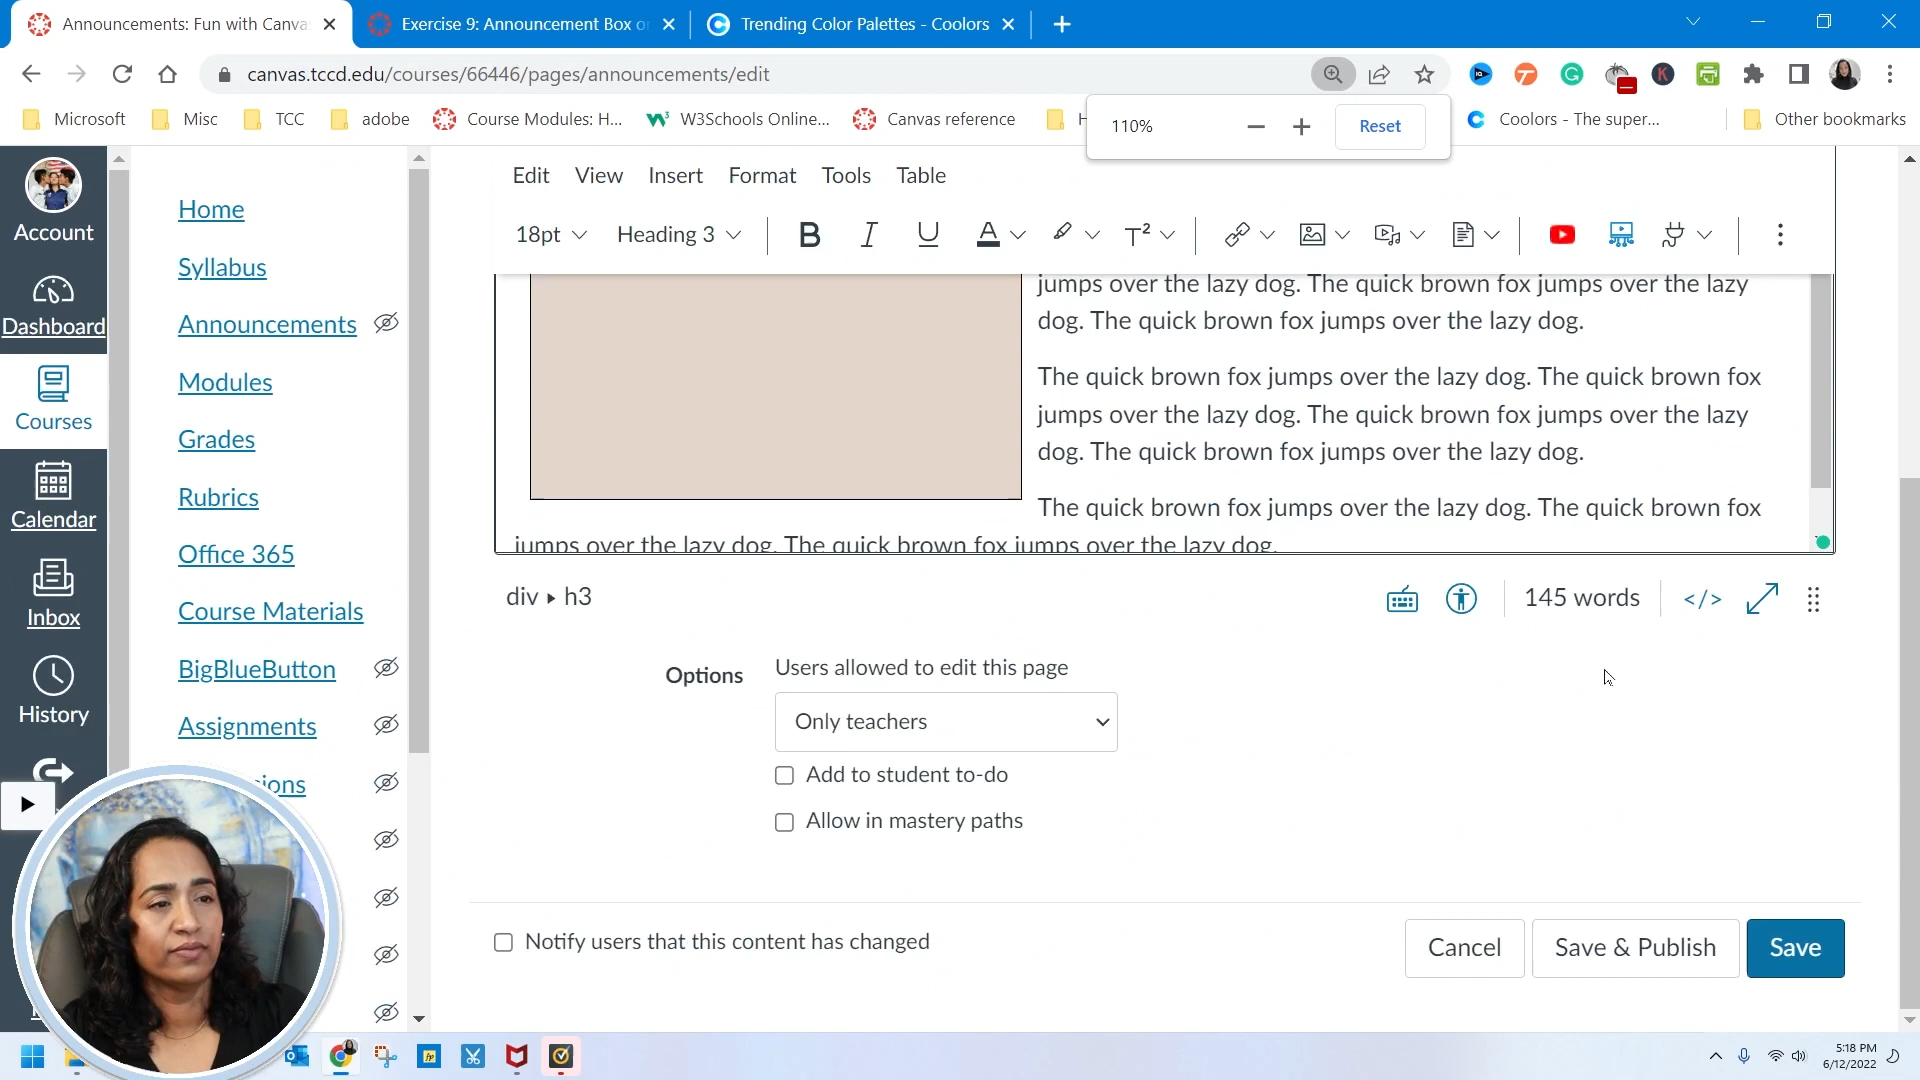 Announcements: Fun with Canva
Exercise 9: Announcement Box o
Trending Color Palettes - Coolors
canvas.tccd.edu/courses/66446/pages/announcements/edit
Microsoft
Misc
TCC
adobe
Course Modules: H...
W3Schools Online...
Canvas reference
H
Coolors - The super...
Other bookmarks
110%
Reset
Account
Dashboard
Courses
Calendar
Inbox
History
Home
Syllabus
Announcements
Modules
Grades
Rubrics
Office 365
Course Materials
BigBlueButton
Assignments
ions
Edit View Insert Format Tools Table
18pt Heading 3
jumps over the lazy dog. The quick brown fox jumps over the lazy
dog. The quick brown fox jumps over the lazy dog.
The quick brown fox jumps over the lazy dog. The quick brown fox
jumps over the lazy dog. The quick brown fox jumps over the lazy
dog. The quick brown fox jumps over the lazy dog.
The quick brown fox jumps over the lazy dog. The quick brown fox
jumps over the lazy dog. The quick brown fox jumps over the lazy dog.
div ▸ h3
145 words
</>
Options
Users allowed to edit this page
Only teachers
Add to student to-do
Allow in mastery paths
Notify users that this content has changed
Cancel
Save & Publish
Save
5:18 PM
6/12/2022